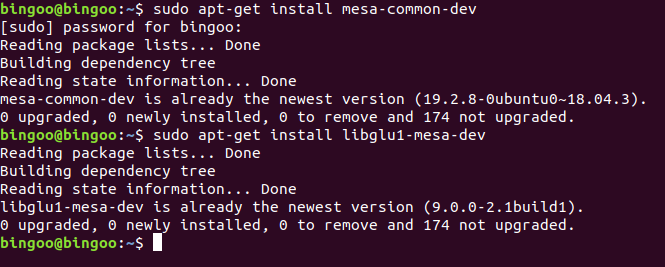 bingoo@bingoo:~$ sudo apt-get install mesa-common-dev
[sudo] password for bingoo:
Reading package lists... Done
Building dependency tree
Reading state information... Done
mesa-common-dev is already the newest version (19.2.8-0ubuntu0~18.04.3).
0 upgraded, 0 newly installed, 0 to remove and 174 not upgraded.
bingoo@bingoo:~$ sudo apt-get install libglu1-mesa-dev
Reading package lists... Done
Building dependency tree
Reading state information... Done
libglu1-mesa-dev is already the newest version (9.0.0-2.1build1).
0 upgraded, 0 newly installed, 0 to remove and 174 not upgraded.
bingoo@bingoo:~$